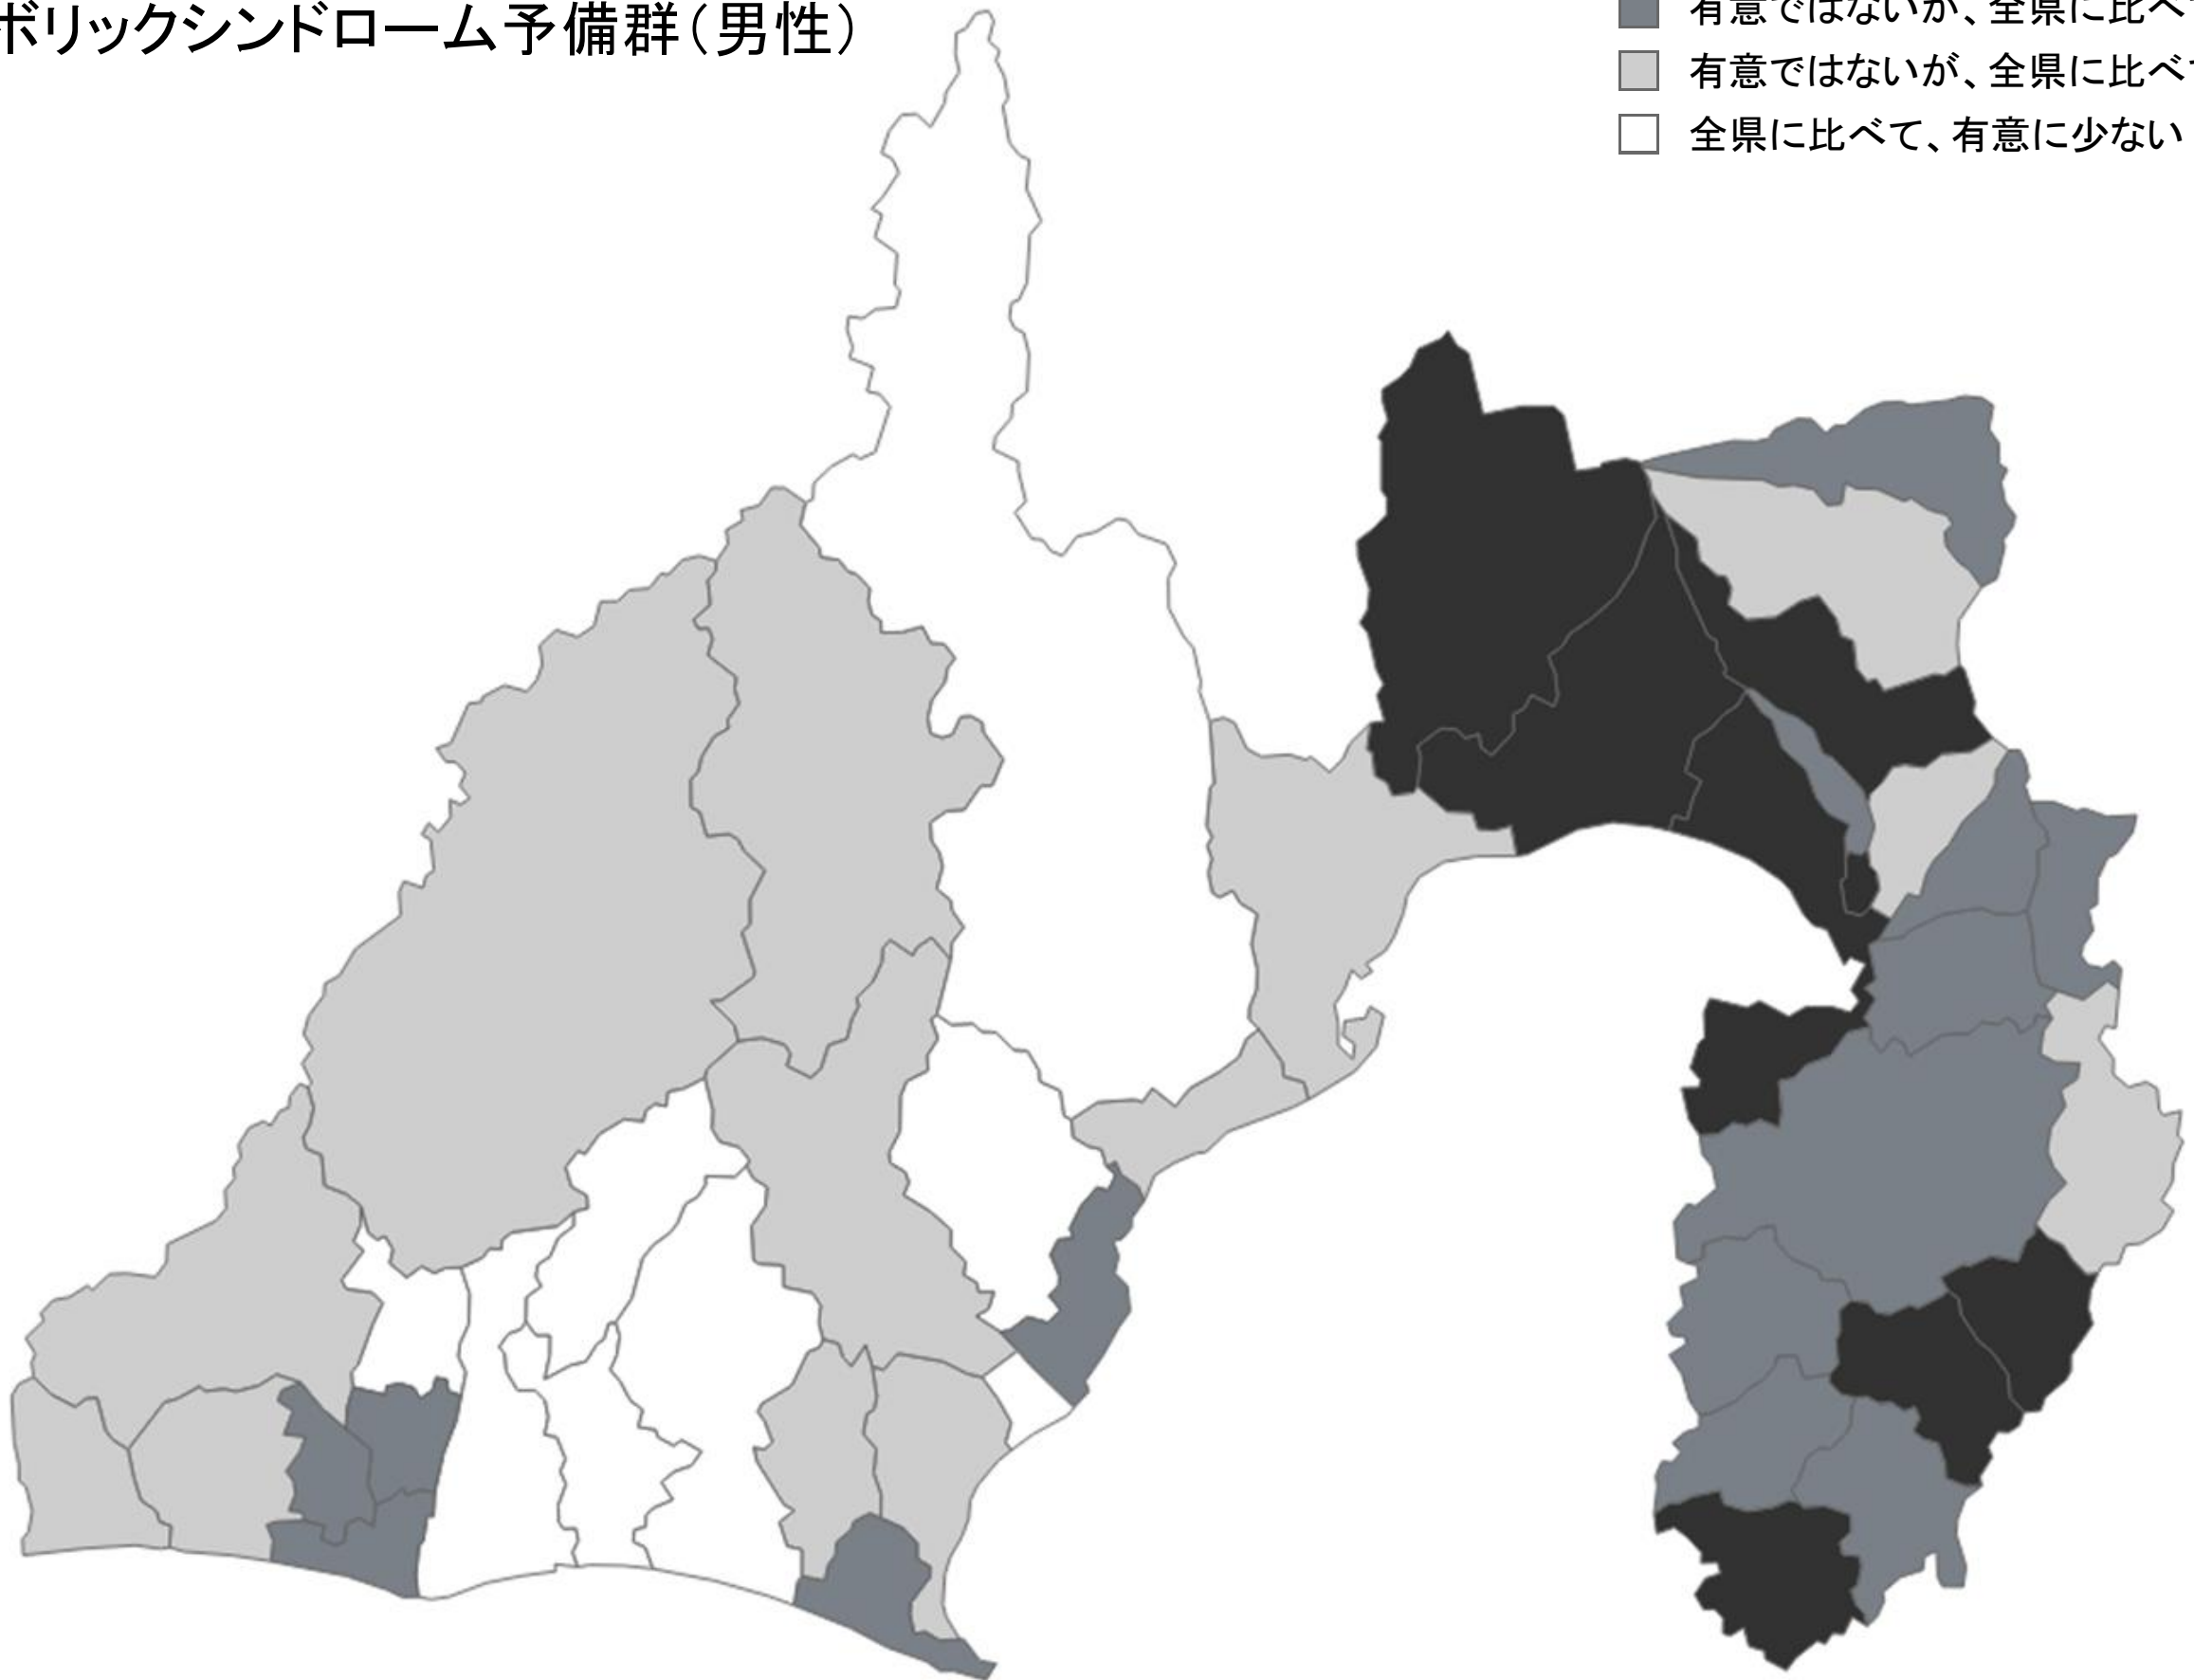 ボリックシンドローム予備群（男性）
有意ではないが、全県に比べ
有意ではないが、全県に比べ
全県に比べて、有意に少ない